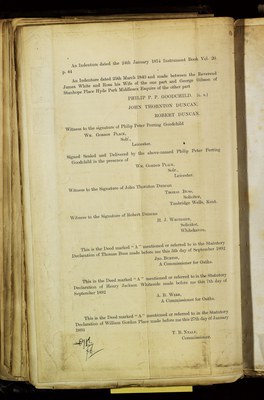 An Indenture dated the 24th January 1874 Instrument Book Vol. 20
p. 44
An Indenture dated 26th March 1845 and made between the Reverend
James White and Rosa his Wife of the one part and George Gibson of
Stanhope Place Hyde Park Middlesex Esquire of the other part
PHILIP P. P. GOODCHILD. (L. S.)
JOHN THORNTON DUNCAN.
ROBERT DUNCAN.
Witness to the signature of Philip Peter Perring Goodchild
WM. GORDON PLACE,
Solr.,
Leicester.
Signed Sealed and Delivered by the above-named Philip Peter Perring
Goodchild in the presence of
WM. GORDON PLACE,
Solr.,
Leicester.
Witness to the Signature of John Thornton Duncan
THOMAS BUSS,
Solicitor,
Tunbridge Wells, Kent.
Witness to the Signature of Robert Duncan
H. J.
Solicitor,
Whitehaven.
This is the Deed marked "A" mentioned or referred to in the Statutory
Declaration of Thomas Buss made before me this 8th day of September 1892
A Commissioner for Oaths
This is the Deed marked "A" mentioned or referred to in the Statutory
Declaration of Henry Jackson made before me this 7th day of
September 1892
A. B. WEBB,
A Commissioner for Oaths.
This is the Deed marked "A" mentioned or referred to in the Statutory
Declaration of William Gordon Place made before me this 27th day of January
1893
T. B. NEALE,
Commissioner.